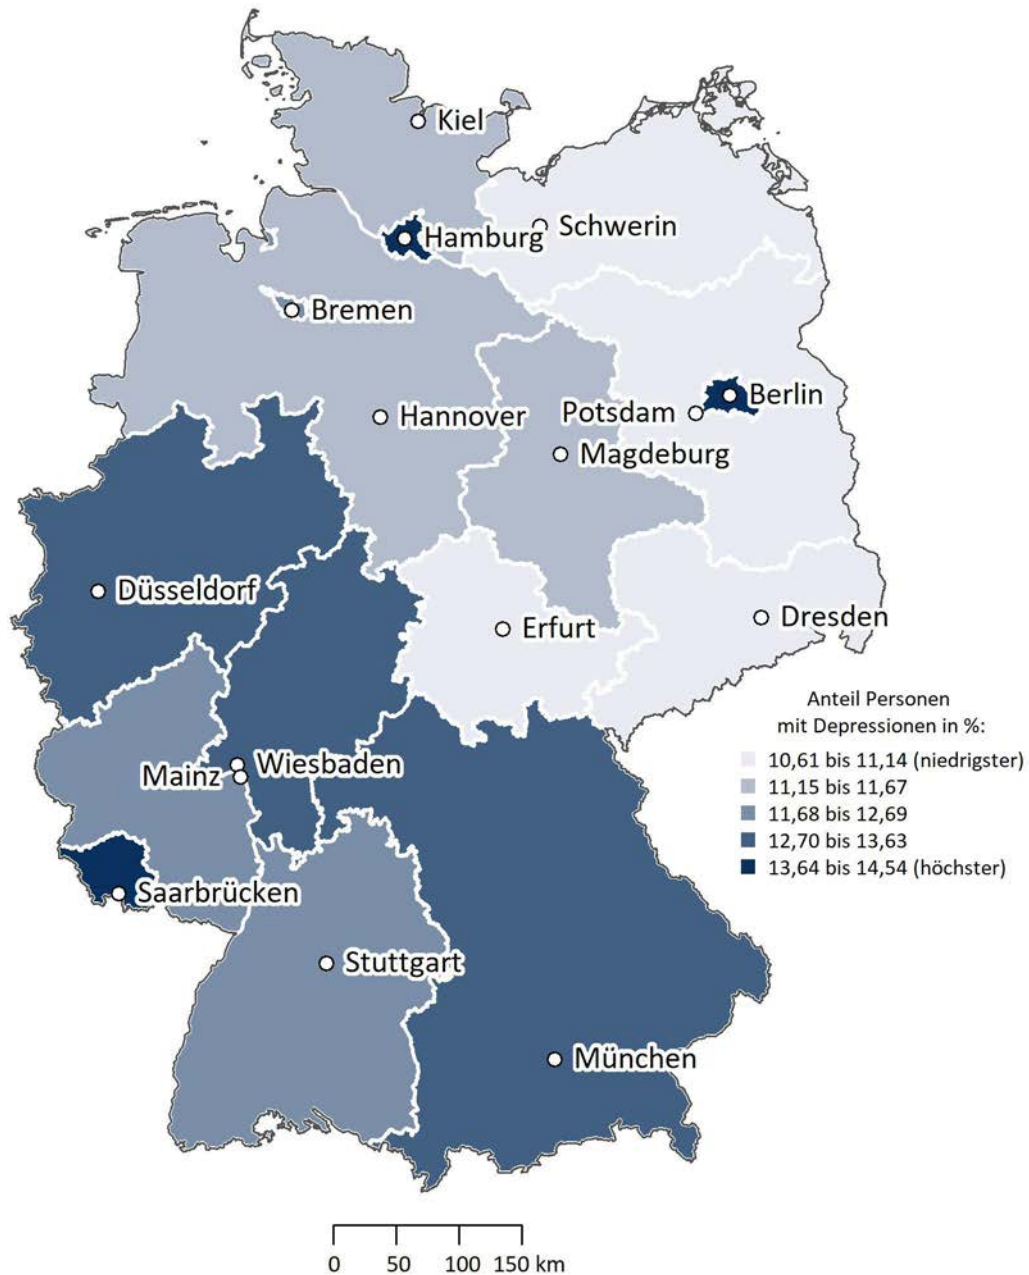 Kiel
Schwerin
Hamburg
Bremen
Berlin
Potsdam
Hannover
Magdeburg
Düsseldorf
Erfurt
Dresden
Anteil Personen
mit Depressionen in %:
10,61 bis 11,14 (niedrigster)
11,15 bis 11,67
11,68 bis 12,69
12,70 bis 13,63
13,64 bis 14,54 (höchster)
Wiesbaden
Mainz
Saarbrücken
Stuttgart
München
0 50 100 150 km